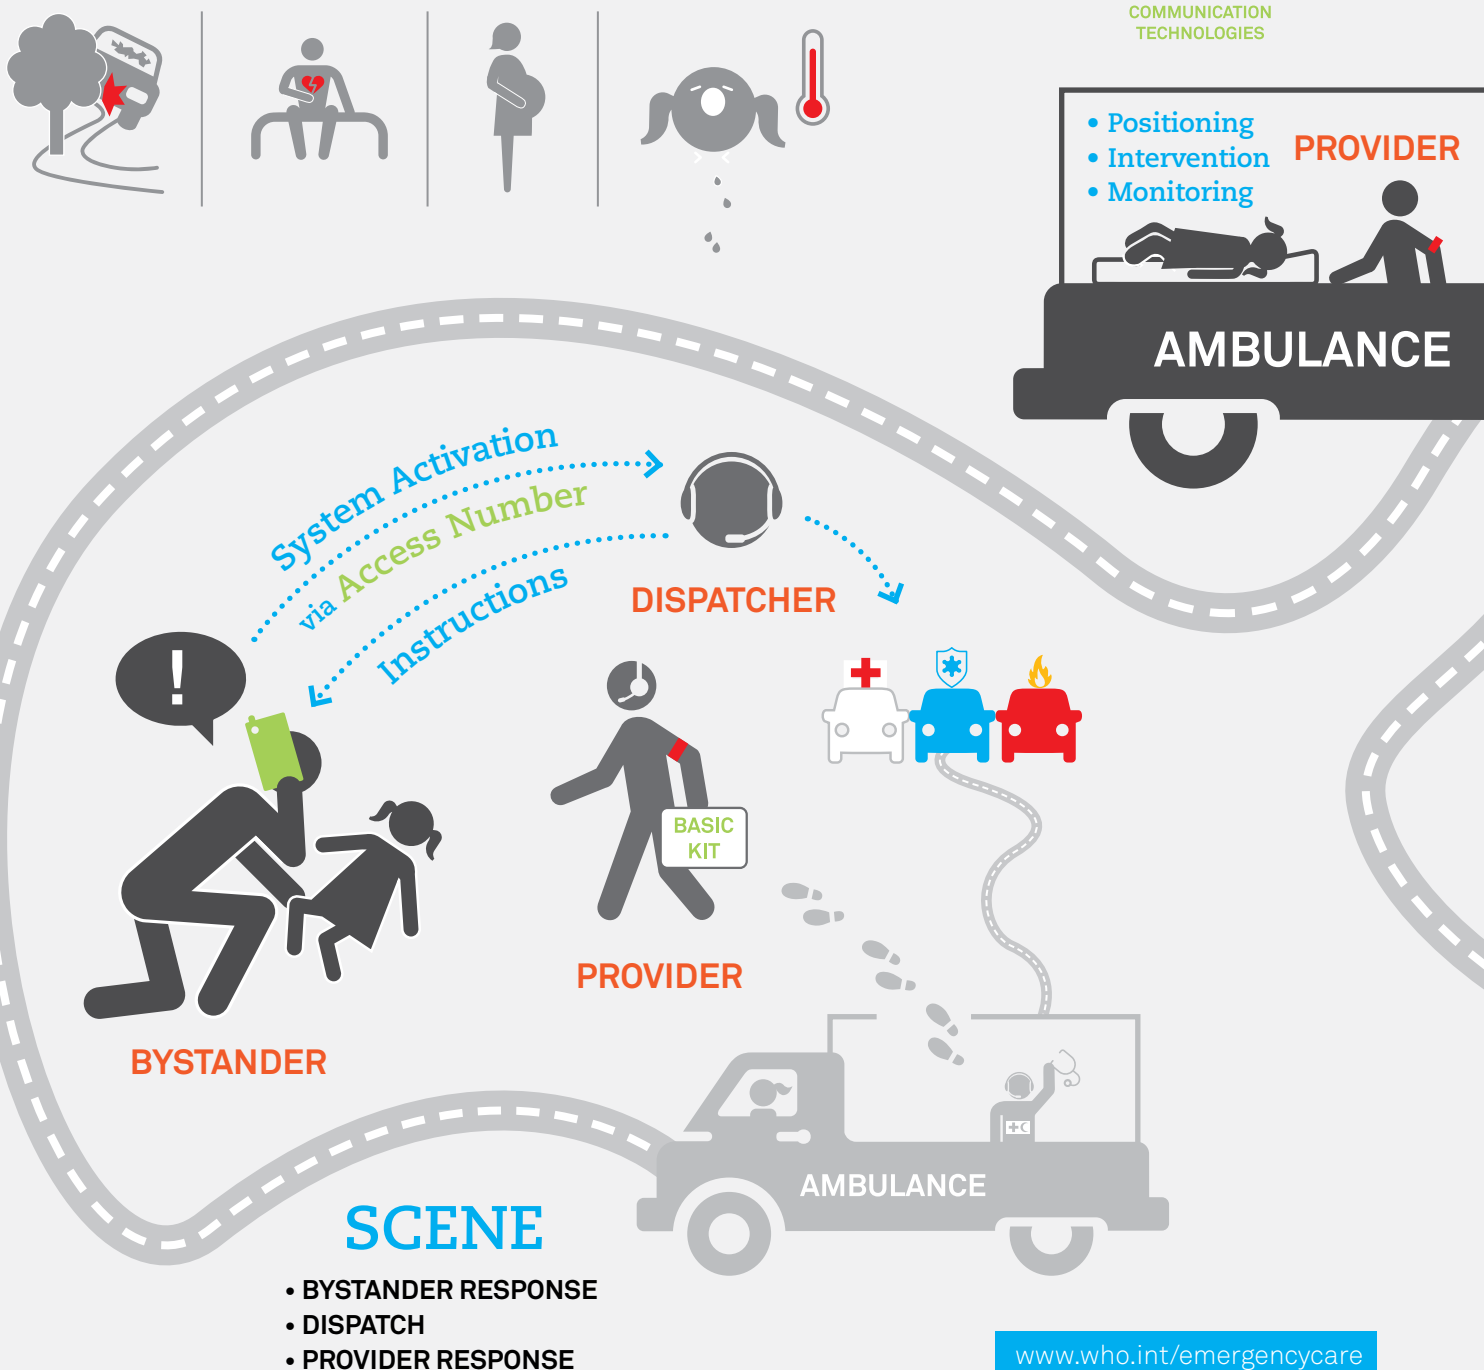 COMMUNICATION
TECHNOLOGIES
• Positioning
• Intervention
• Monitoring
PROVIDER
AMBULANCE
System Activation
via Access Number
Instructions
DISPATCHER
!
BASIC
KIT
PROVIDER
BYSTANDER
AMBULANCE
SCENE
• BYSTANDER RESPONSE
• DISPATCH
• PROVIDER RESPONSE
www.who.int/emergencycare